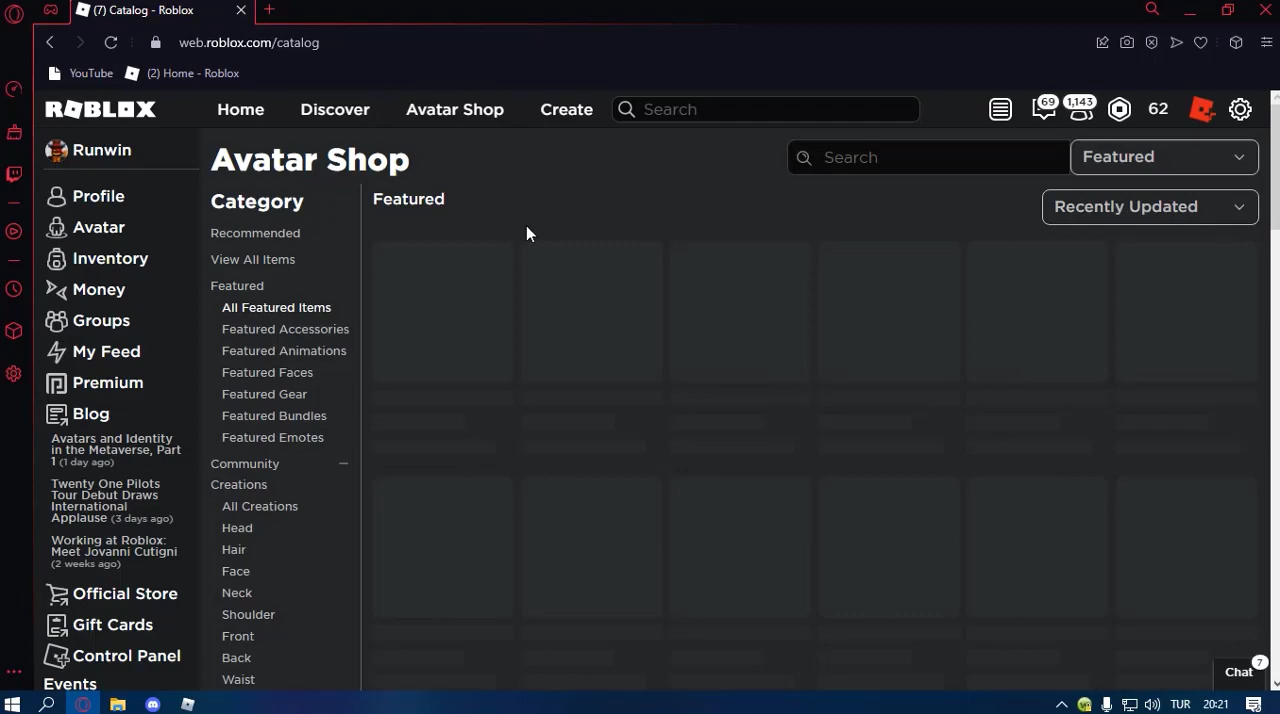 (7) Catalog - Roblox
web.roblox.com/catalog
YouTube
(2) Home - Roblox
ROBLOX
Home
Discover
Avatar Shop
Create
Search
69
1,143
62
Runwin
Profile
Avatar
Inventory
Money
Groups
My Feed
Premium
Blog
Avatars and Identity
in the Metaverse, Part
1 (1 day ago)
Twenty One Pilots
Tour Debut Draws
International
Applause (3 days ago)
Working at Roblox:
Meet Jovanni Cutigni
(2 weeks ago)
Official Store
Gift Cards
Control Panel
Events
Avatar Shop
Search
Featured
Category
Recommended
View All Items
Featured
All Featured Items
Featured Accessories
Featured Animations
Featured Faces
Featured Gear
Featured Bundles
Featured Emotes
Community
Creations
All Creations
Head
Hair
Face
Neck
Shoulder
Front
Back
Waist
Featured
Recently Updated
Chat
7
TUR
20:21